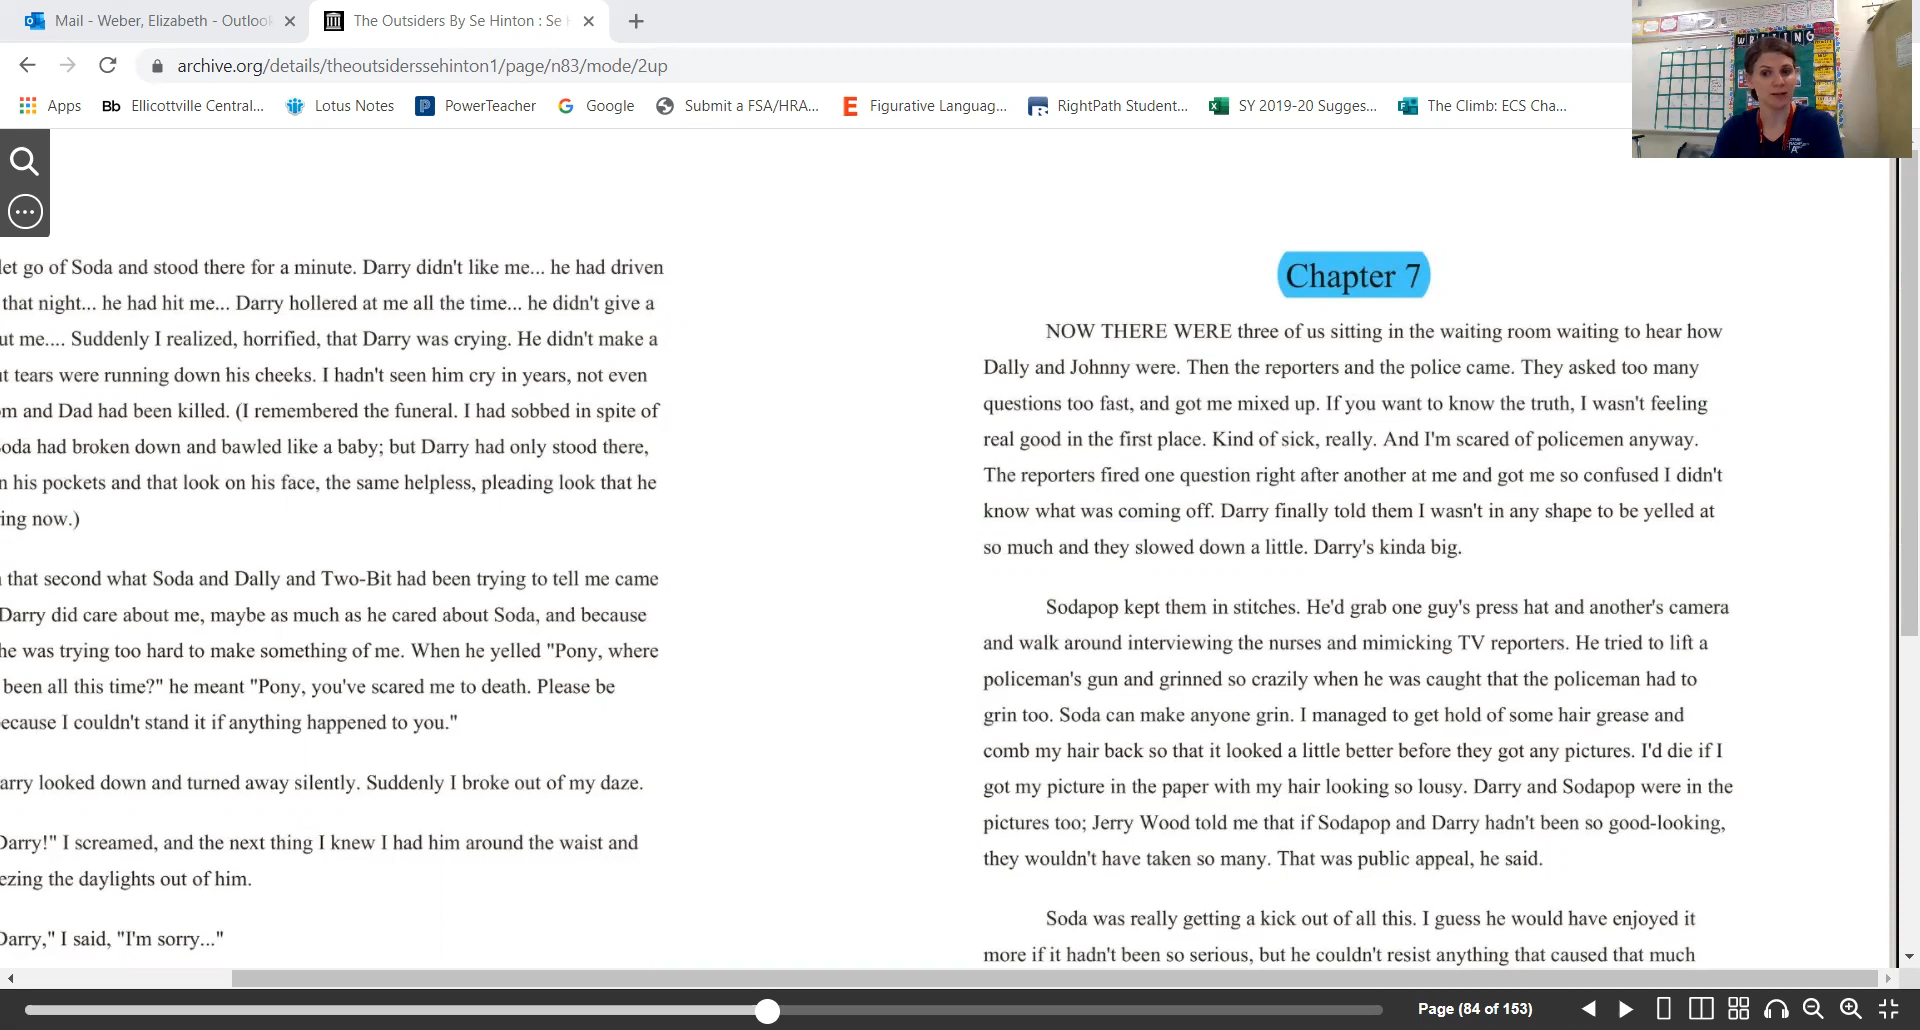 Mail - Weber, Elizabeth - Outlook
The Outsiders By Se Hinton : Se H
archive.org/details/theoutsiderssehinton1/page/n83/mode/2up
Apps
Bb Ellicottville Central...
Lotus Notes
P PowerTeacher
G Google
Submit a FSA/HRA...
E Figurative Languag...
RightPath Student...
SY 2019-20 Sugges...
The Climb: ECS Cha...
WRITING
let go of Soda and stood there for a minute. Darry didn't like me... he had driven
that night... he had hit me... Darry hollered at me all the time... he didn't give a
ut me.... Suddenly I realized, horrified, that Darry was crying. He didn't make a
t tears were running down his cheeks. I hadn't seen him cry in years, not even
om and Dad had been killed. (I remembered the funeral. I had sobbed in spite of
oda had broken down and bawled like a baby; but Darry had only stood there,
n his pockets and that look on his face, the same helpless, pleading look that he
ing now.)
that second what Soda and Dally and Two-Bit had been trying to tell me came
Darry did care about me, maybe as much as he cared about Soda, and because
he was trying too hard to make something of me. When he yelled "Pony, where
been all this time?" he meant "Pony, you've scared me to death. Please be
ecause I couldn't stand it if anything happened to you."
arry looked down and turned away silently. Suddenly I broke out of my daze.
Darry!" I screamed, and the next thing I knew I had him around the waist and
ezing the daylights out of him.
Darry," I said, "I'm sorry..."
Chapter 7
NOW THERE WERE three of us sitting in the waiting room waiting to hear how
Dally and Johnny were. Then the reporters and the police came. They asked too many
questions too fast, and got me mixed up. If you want to know the truth, I wasn't feeling
real good in the first place. Kind of sick, really. And I'm scared of policemen anyway.
The reporters fired one question right after another at me and got me so confused I didn't
know what was coming off. Darry finally told them I wasn't in any shape to be yelled at
so much and they slowed down a little. Darry's kinda big.
Sodapop kept them in stitches. He'd grab one guy's press hat and another's camera
and walk around interviewing the nurses and mimicking TV reporters. He tried to lift a
policeman's gun and grinned so crazily when he was caught that the policeman had to
grin too. Soda can make anyone grin. I managed to get hold of some hair grease and
comb my hair back so that it looked a little better before they got any pictures. I'd die if I
got my picture in the paper with my hair looking so lousy. Darry and Sodapop were in the
pictures too; Jerry Wood told me that if Sodapop and Darry hadn't been so good-looking,
they wouldn't have taken so many. That was public appeal, he said.
Soda was really getting a kick out of all this. I guess he would have enjoyed it
more if it hadn't been so serious, but he couldn't resist anything that caused that much
Page (84 of 153)